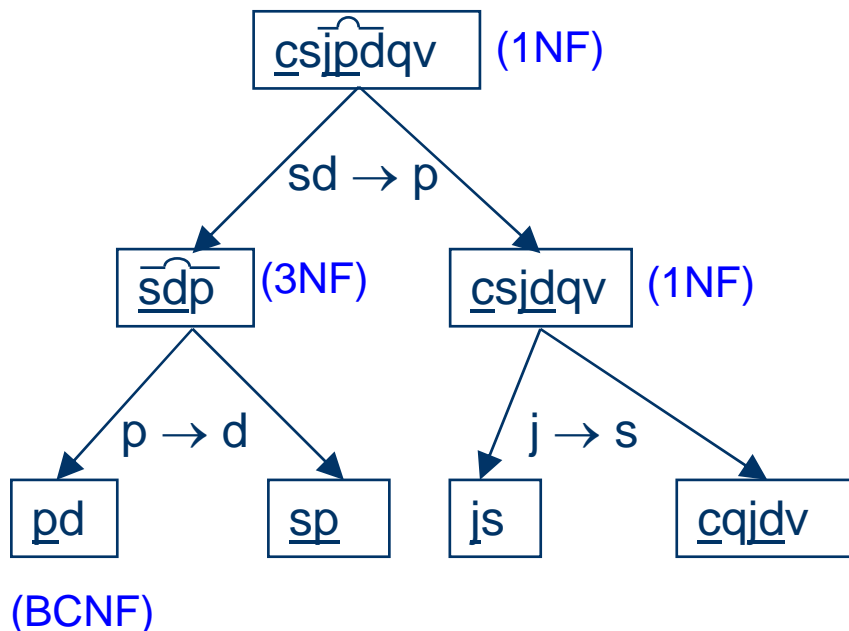 csjpdqv (1NF)
sd → p
sdp (3NF) csjdqv (1NF)
p → d j → s
pd sp js cqjdv
(BCNF)